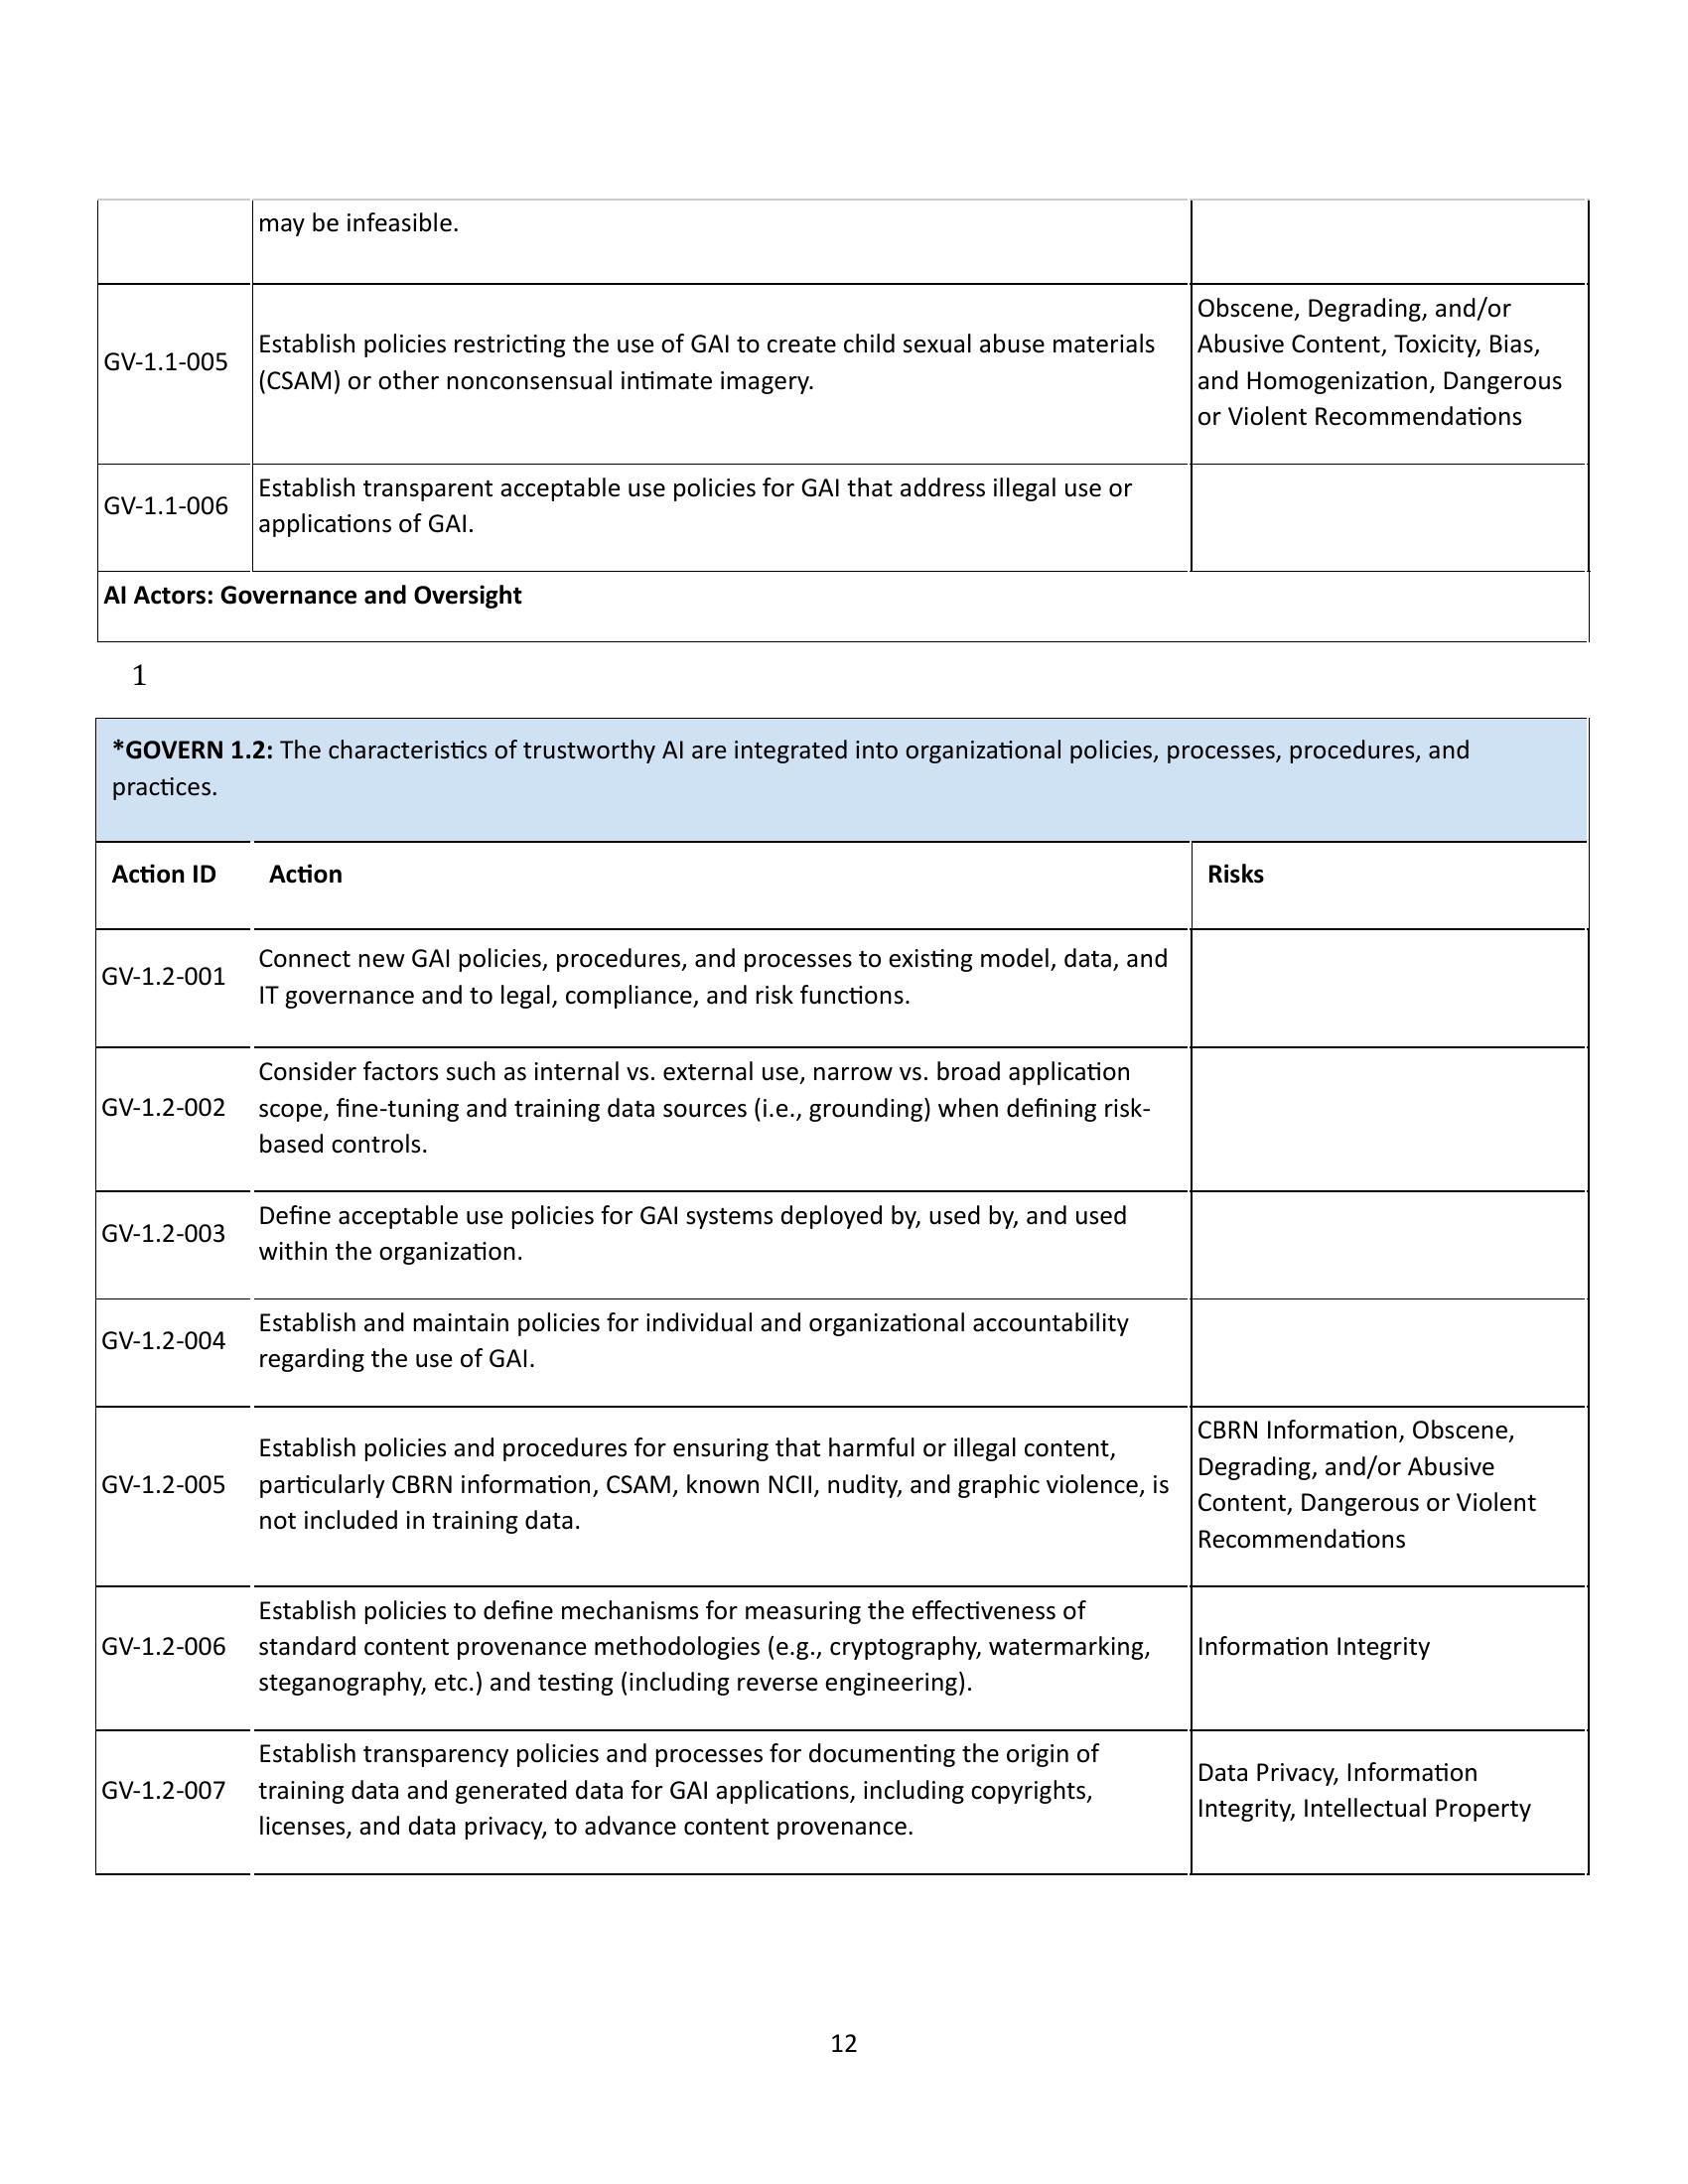 may be infeasible.
GV-1.1-005
Establish policies restricting the use of GAI to create child sexual abuse materials
(CSAM) or other nonconsensual intimate imagery.
Obscene, Degrading, and/or
Abusive Content, Toxicity, Bias,
and Homogenization, Dangerous
or Violent Recommendations
GV-1.1-006
Establish transparent acceptable use policies for GAI that address illegal use or
applications of GAI.
AI Actors: Governance and Oversight
1
*GOVERN 1.2: The characteristics of trustworthy AI are integrated into organizational policies, processes, procedures, and
practices.
Action ID
Action
Risks
GV-1.2-001
Connect new GAI policies, procedures, and processes to existing model, data, and
IT governance and to legal, compliance, and risk functions.
GV-1.2-002
Consider factors such as internal vs. external use, narrow vs. broad application
scope, fine-tuning and training data sources (i.e., grounding) when defining risk-
based controls.
GV-1.2-003
Define acceptable use policies for GAI systems deployed by, used by, and used
within the organization.
GV-1.2-004
Establish and maintain policies for individual and organizational accountability
regarding the use of GAI.
GV-1.2-005
Establish policies and procedures for ensuring that harmful or illegal content,
particularly CBRN information, CSAM, known NCII, nudity, and graphic violence, is
not included in training data.
CBRN Information, Obscene,
Degrading, and/or Abusive
Content, Dangerous or Violent
Recommendations
GV-1.2-006
Establish policies to define mechanisms for measuring the effectiveness of
standard content provenance methodologies (e.g., cryptography, watermarking,
steganography, etc.) and testing (including reverse engineering).
Information Integrity
GV-1.2-007
Establish transparency policies and processes for documenting the origin of
training data and generated data for GAI applications, including copyrights,
licenses, and data privacy, to advance content provenance.
Data Privacy, Information
Integrity, Intellectual Property
12